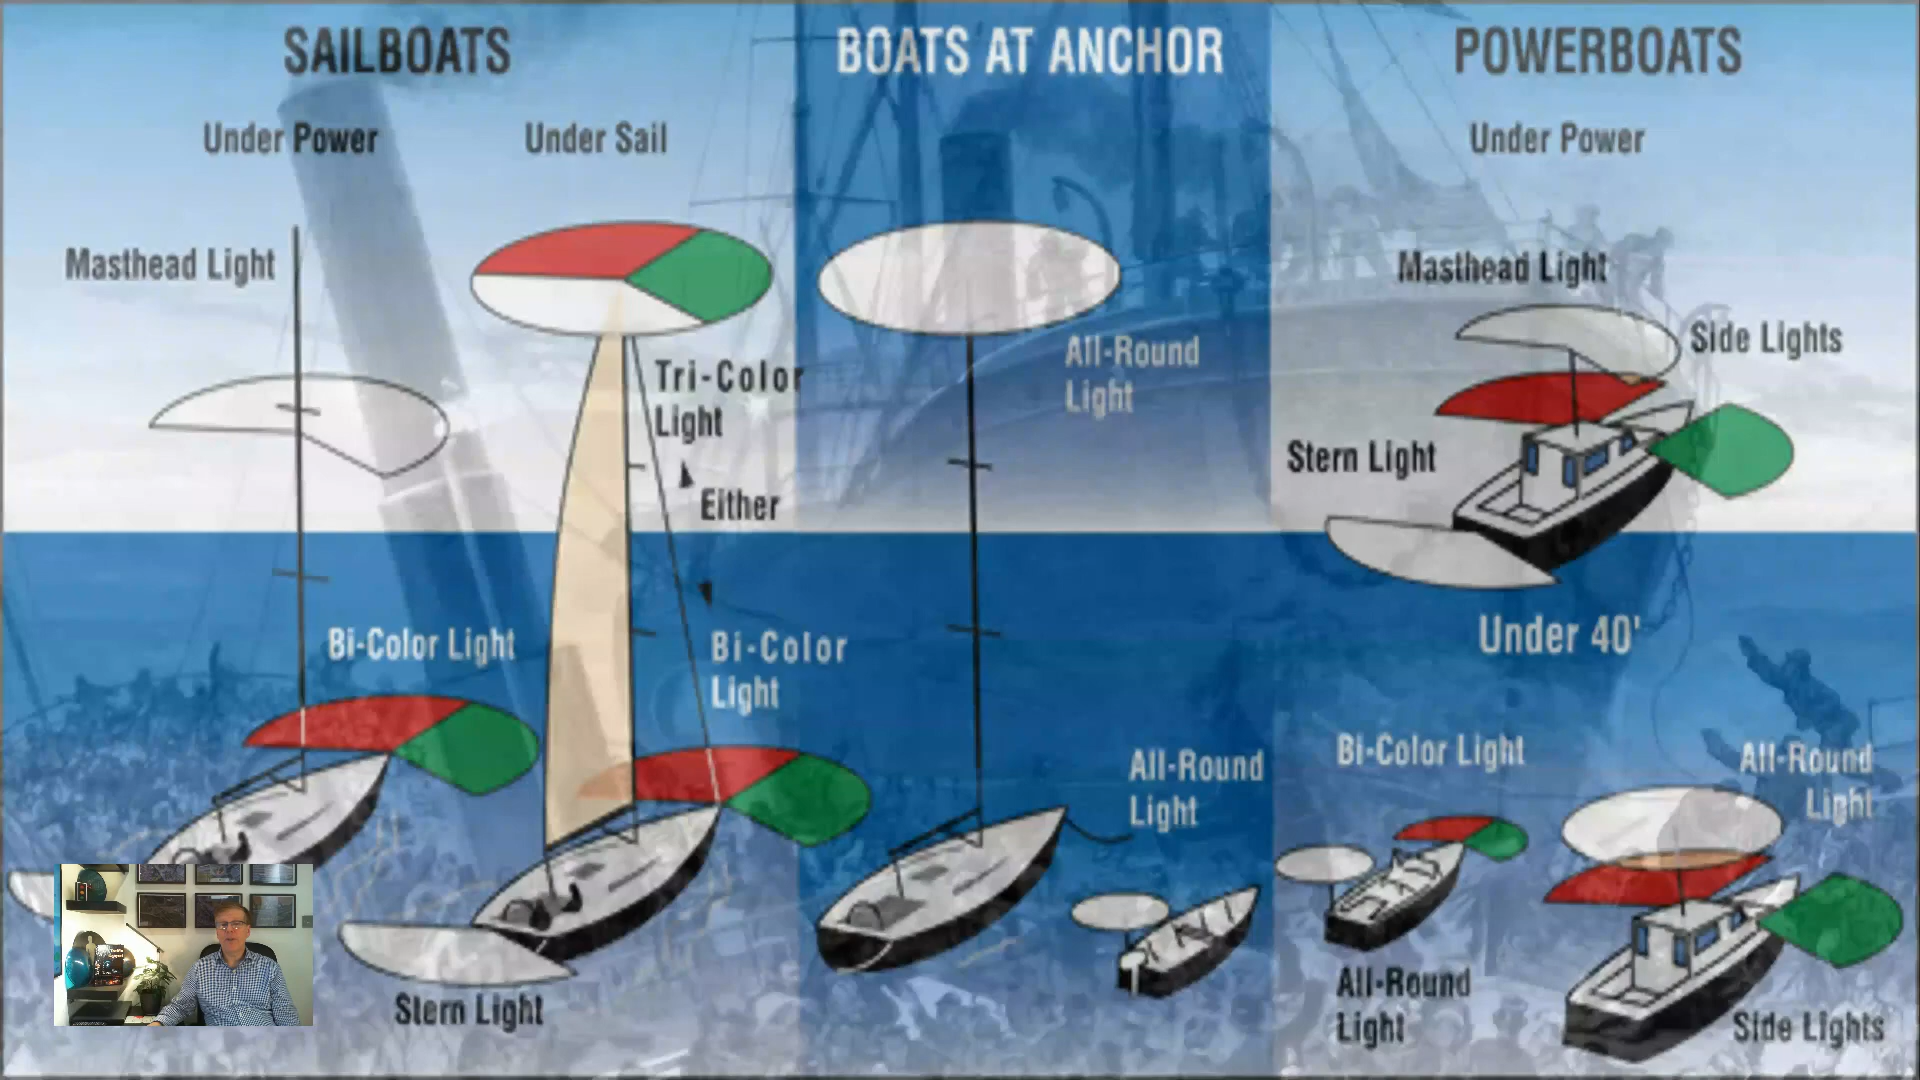 SAILBOATS
Under Power
Under Sail
Masthead Light
Tri-Color
Light
Either
Bi-Color Light
Bi-Color
Light
Stern Light
BOATS AT ANCHOR
All-Round
Light
All-Round
Light
POWERBOATS
Under Power
Masthead Light
Side Lights
Stern Light
Under 40'
Bi-Color Light
All-Round
Light
All-Round
Light
Side Lights